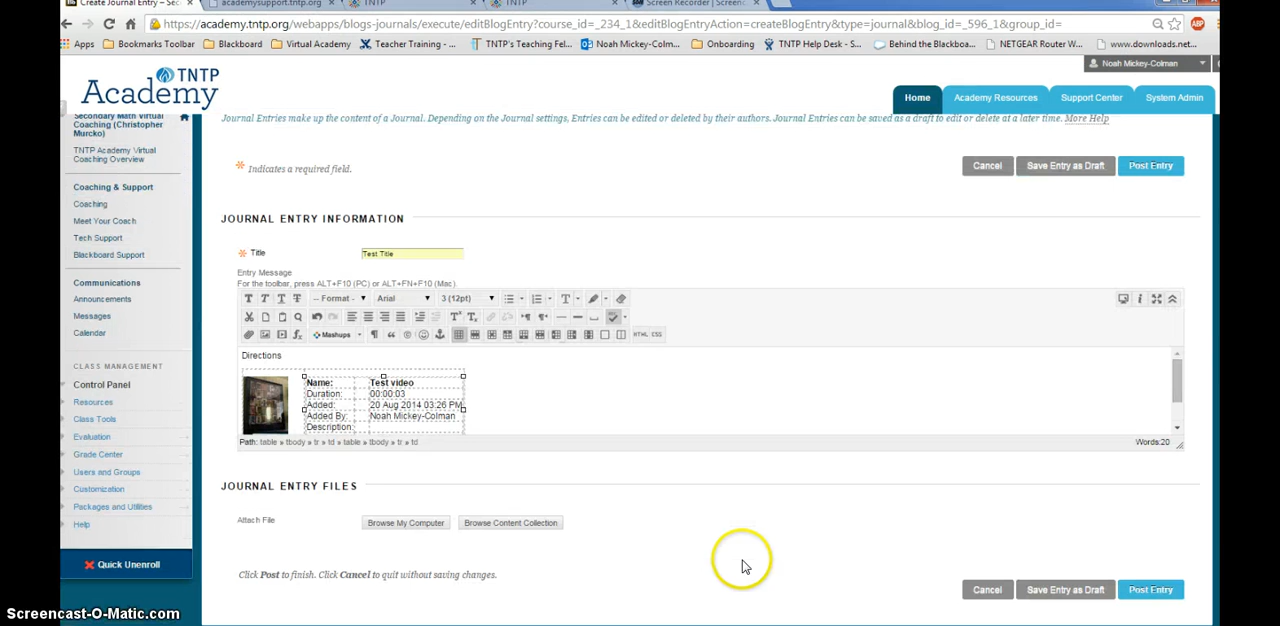 Create Journal Entry – Sec
academysupport.tntp.org
TNTP
TNTP
Screen Recorder | Screenc
https://academy.tntp.org/webapps/blogs-journals/execute/editBlogEntry?course_id=_234_1&editBlogEntryAction=createBlogEntry&type=journal&blog_id=_596_1&group_id=
ABP
Apps Bookmarks Toolbar Blackboard Virtual Academy Teacher Training - ... TNTP's Teaching Fel... Noah Mickey-Colm... Onboarding TNTP Help Desk - S... Behind the Blackboa... NETGEAR Router W... www.downloads.net...
Noah Mickey-Colman
TNTP
Academy
Home Academy Resources Support Center System Admin
Secondary Math Virtual
Coaching (Christopher
Murcko)
TNTP Academy Virtual
Coaching Overview
Coaching & Support
Coaching
Meet Your Coach
Tech Support
Blackboard Support
Communications
Announcements
Messages
Calendar
CLASS MANAGEMENT
Control Panel
Resources
Class Tools
Evaluation
Grade Center
Users and Groups
Customization
Packages and Utilities
Help
Quick Unenroll
Journal Entries make up the content of a Journal. Depending on the Journal settings, Entries can be edited or deleted by their authors. Journal Entries can be saved as a draft to edit or delete at a later time. More Help
Indicates a required field.
Cancel Save Entry as Draft Post Entry
JOURNAL ENTRY INFORMATION
Title Test Title
Entry Message
For the toolbar, press ALT+F10 (PC) or ALT+FN+F10 (Mac).
-- Format - Arial 3 (12pt)
Mashups HTML CSS
Directions
Name: Test video
Duration: 00:00:03
Added: 20 Aug 2014 03:26 PM
Added By: Noah Mickey-Colman
Description:
Path: table » tbody » tr » td » table » tbody » tr » td Words:20
JOURNAL ENTRY FILES
Attach File Browse My Computer Browse Content Collection
Click Post to finish. Click Cancel to quit without saving changes.
Cancel Save Entry as Draft Post Entry
Screencast-O-Matic.com